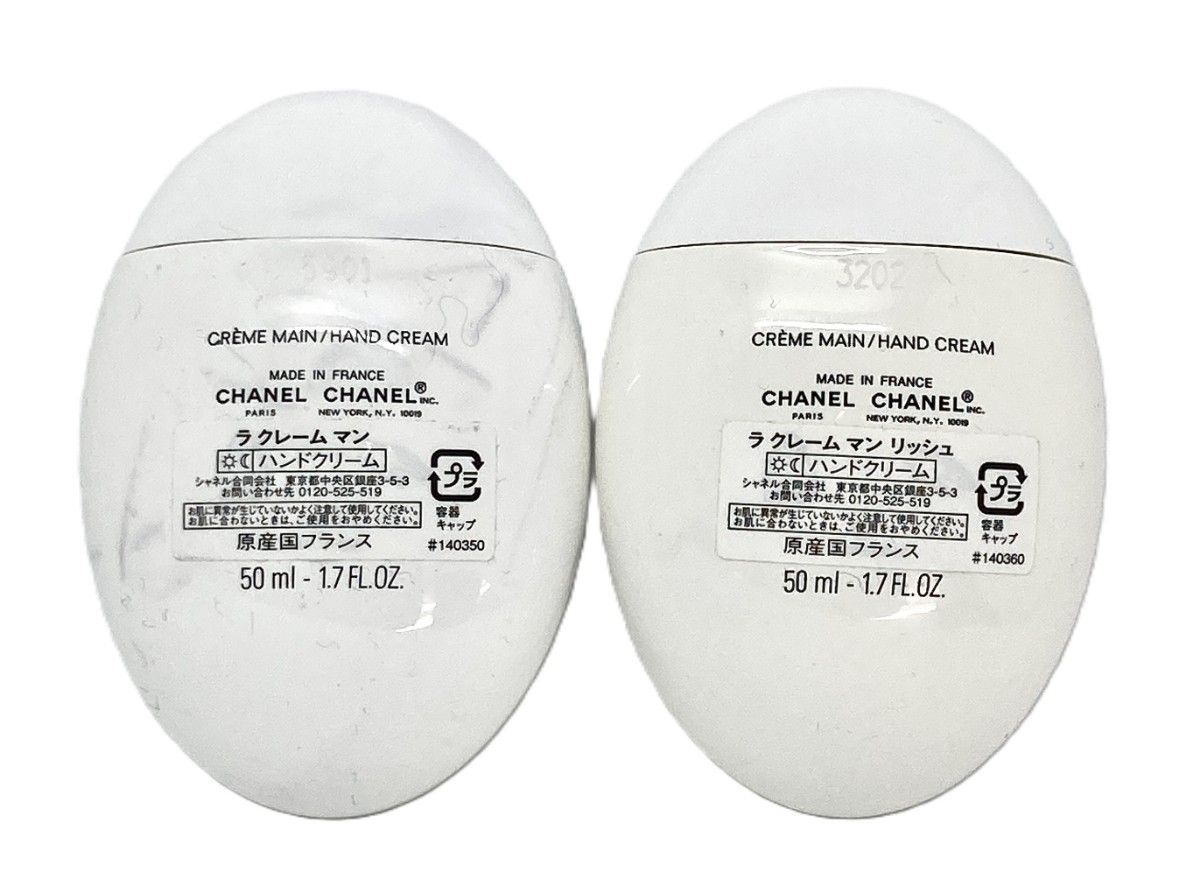 CRÈME MAIN/HAND CREAM
MADE IN FRANCE
CHANEL CHANEL® INC.
PARIS NEW YORK, N.Y. 10019
ラ クレーム マン
ハンドクリーム
シャネル合同会社 東京都中央区銀座3-5-3
お問い合わせ先 0120-525-519
お肌に異常が生じていないかよく注意して使用してください。
お肌に合わないときは、ご使用をおやめください。
原産国フランス
プラ
容器
キャップ
#140350
50 ml - 1.7 FL.OZ.
3202
CRÈME MAIN/HAND CREAM
MADE IN FRANCE
CHANEL CHANEL® INC.
PARIS NEW YORK, N.Y. 10019
ラ クレーム マン リッシュ
ハンドクリーム
シャネル合同会社 東京都中央区銀座3-5-3
お問い合わせ先 0120-525-519
お肌に異常が生じていないかよく注意して使用してください。
お肌に合わないときは、ご使用をおやめください。
原産国フランス
プラ
容器
キャップ
#140360
50 ml - 1.7 FL.OZ.